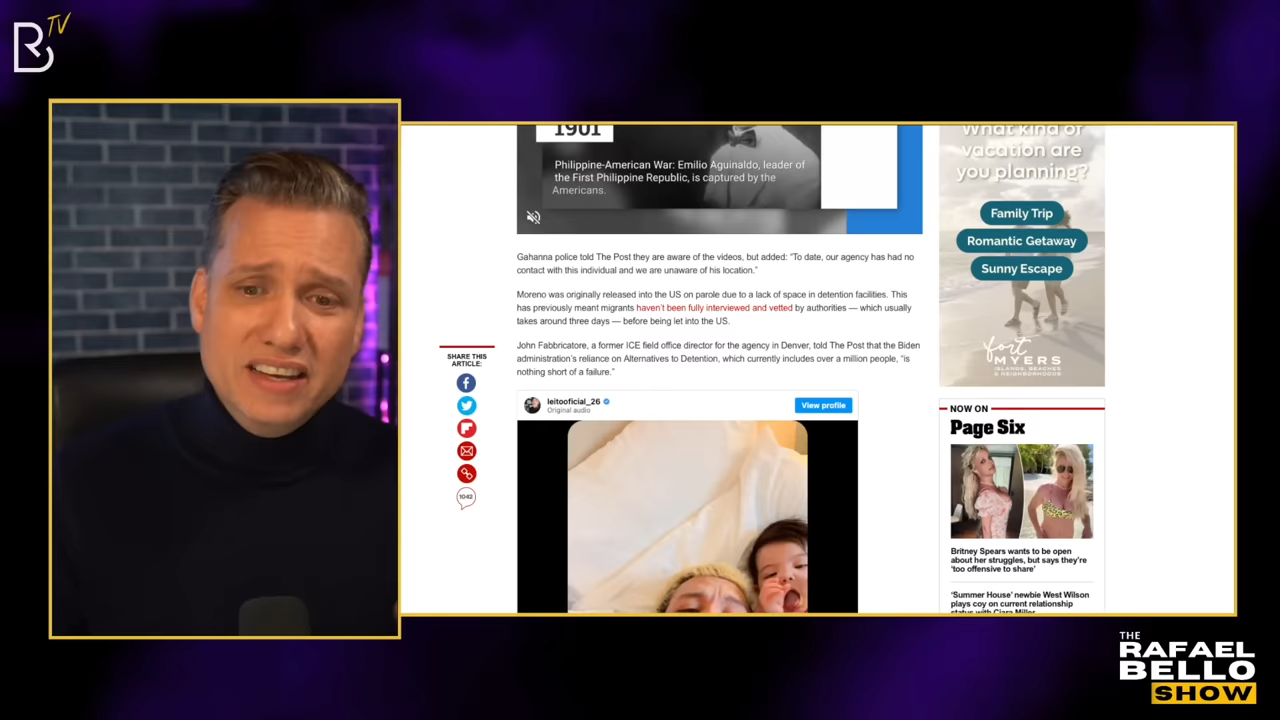 R
TV
1901
Philippine-American War: Emilio Aguinaldo, leader of
the First Philippine Republic, is captured by the
Americans.
Gahanna police told The Post they are aware of the videos, but added: “To date, our agency has had no
contact with this individual and we are unaware of his location.”
Moreno was originally released into the US on parole due to a lack of space in detention facilities. This
has previously meant migrants haven’t been fully interviewed and vetted by authorities — which usually
takes around three days — before being let into the US.
John Fabbricatore, a former ICE field office director for the agency in Denver, told The Post that the Biden
administration’s reliance on Alternatives to Detention, which currently includes over a million people, “is
nothing short of a failure.”
SHARE THIS
ARTICLE:
1042
leitooficial_26
Original audio
View profile
What kind of
vacation are
you planning?
Family Trip
Romantic Getaway
Sunny Escape
fort
MYERS
ISLANDS, BEACHES
& NEIGHBORHOODS
NOW ON
Page Six
Britney Spears wants to be open
about her struggles, but says they’re
‘too offensive to share’
‘Summer House’ newbie West Wilson
plays coy on current relationship
status with Ciara Miller
THE
RAFAEL
BELLO
SHOW